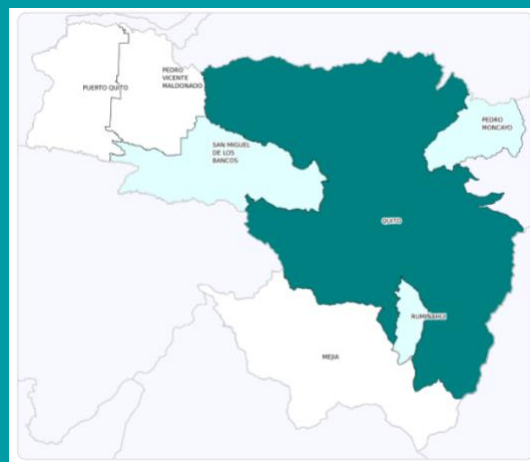 PUERTO QUITO
PEDRO
VICENTE
MALDONADO
SAN MIGUEL
DE LOS
BANCOS
PEDRO
MONCAYO
QUITO
RUMIÑAHUI
MEJIA